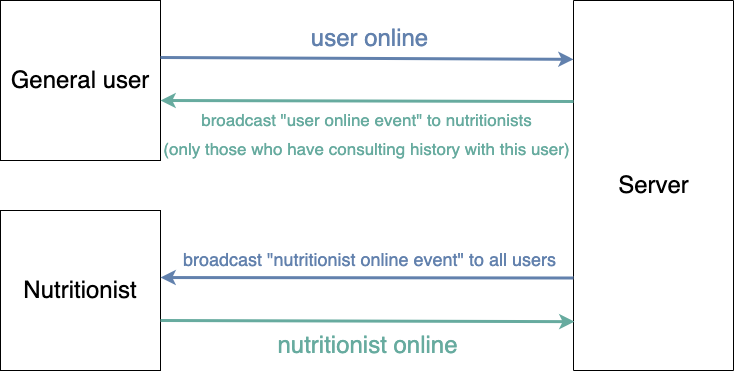 user online
General user
broadcast "user online event" to nutritionists
(only those who have consulting history with this user)
Server
broadcast "nutritionist online event" to all users
Nutritionist
nutritionist online